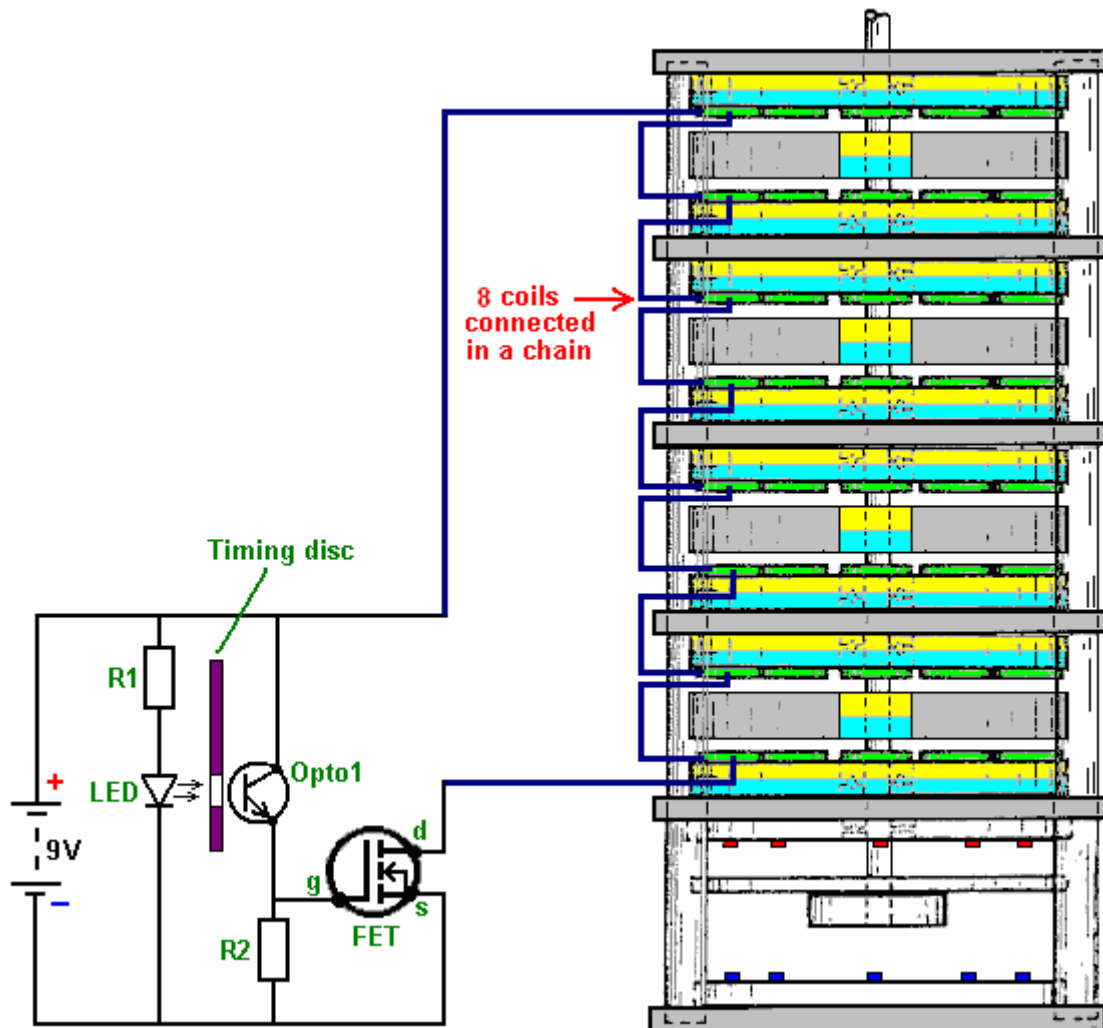 8 coils
connected
in a chain
Timing disc
R1
LED
Opto1
+
9V
–
d
g
s
FET
R2